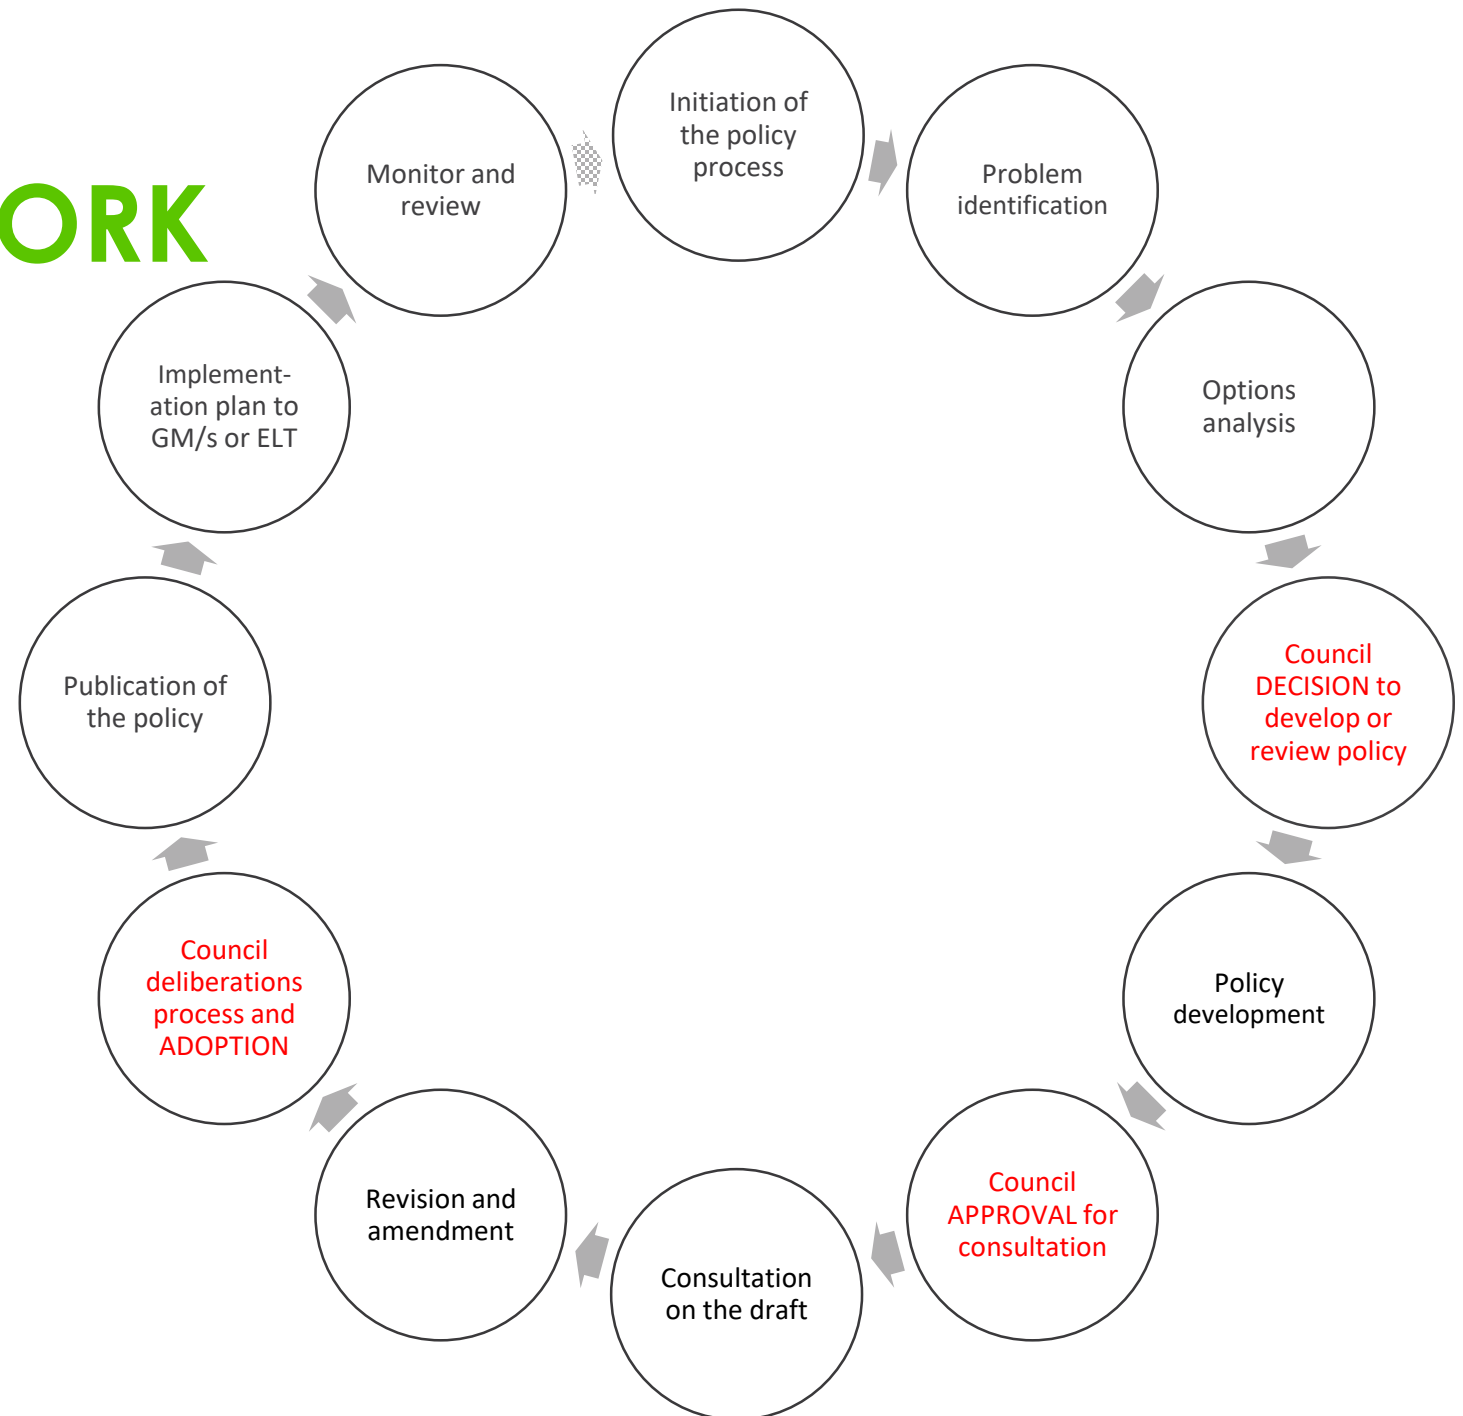 ORK
Initiation of
the policy
process
Problem
identification
Options
analysis
Council
DECISION to
develop or
review policy
Policy
development
Council
APPROVAL for
consultation
Consultation
on the draft
Revision and
amendment
Council
deliberations
process and
ADOPTION
Publication of
the policy
Implement-
ation plan to
GM/s or ELT
Monitor and
review